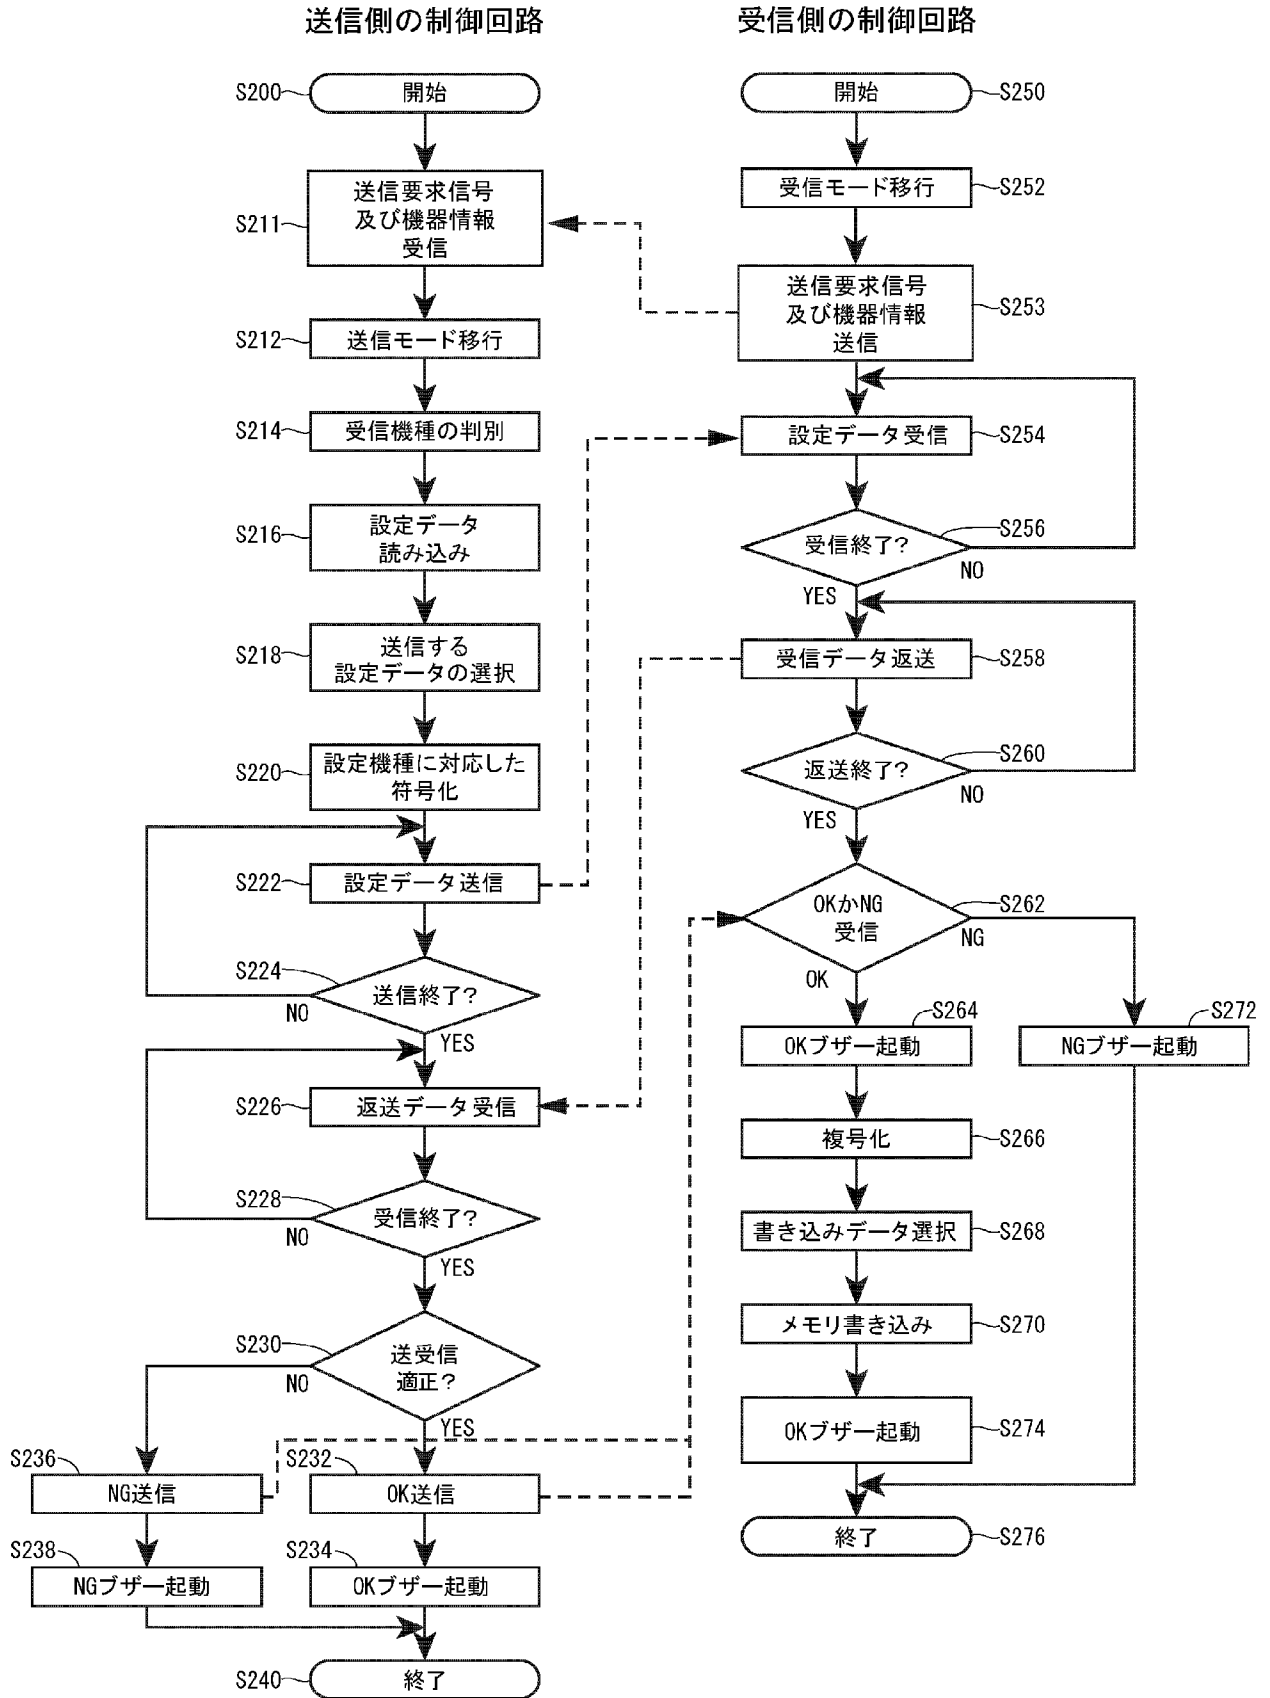 送信側の制御回路
S200
開始
S211
送信要求信号
及び機器情報
受信
S212
送信モード移行
S214
受信機種の判別
S216
設定データ
読み込み
S218
送信する
設定データの選択
S220
設定機種に対応した
符号化
S222
設定データ送信
S224
送信終了?
NO
YES
S226
返送データ受信
S228
受信終了?
NO
YES
S230
送受信
適正?
NO
YES
S236
NG送信
S232
OK送信
S238
NGブザー起動
S234
OKブザー起動
S240
終了
受信側の制御回路
開始
S250
受信モード移行
S252
送信要求信号
及び機器情報
送信
S253
設定データ受信
S254
受信終了?
S256
NO
YES
受信データ返送
S258
返送終了?
S260
NO
YES
OKかNG
受信
S262
NG
OK
S264
OKブザー起動
S272
NGブザー起動
複号化
S266
書き込みデータ選択
S268
メモリ書き込み
S270
OKブザー起動
S274
終了
S276